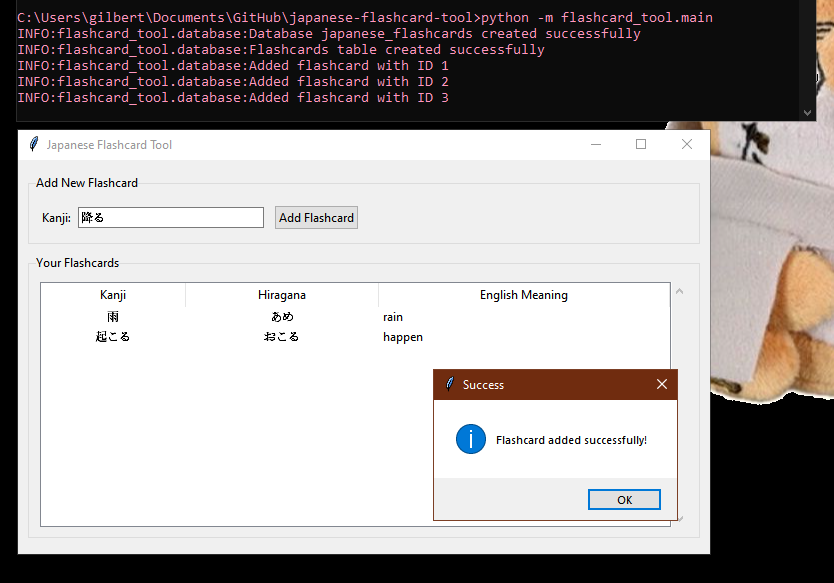 C:\Users\gilbert\Documents\GitHub\japanese-flashcard-tool>python -m flashcard_tool.main
INFO:flashcard_tool.database:Database japanese_flashcards created successfully
INFO:flashcard_tool.database:Flashcards table created successfully
INFO:flashcard_tool.database:Added flashcard with ID 1
INFO:flashcard_tool.database:Added flashcard with ID 2
INFO:flashcard_tool.database:Added flashcard with ID 3
Japanese Flashcard Tool
Add New Flashcard
Kanji: 降る Add Flashcard
Your Flashcards
Kanji Hiragana English Meaning
雨 あめ rain
起こる おこる happen
Success
Flashcard added successfully!
OK